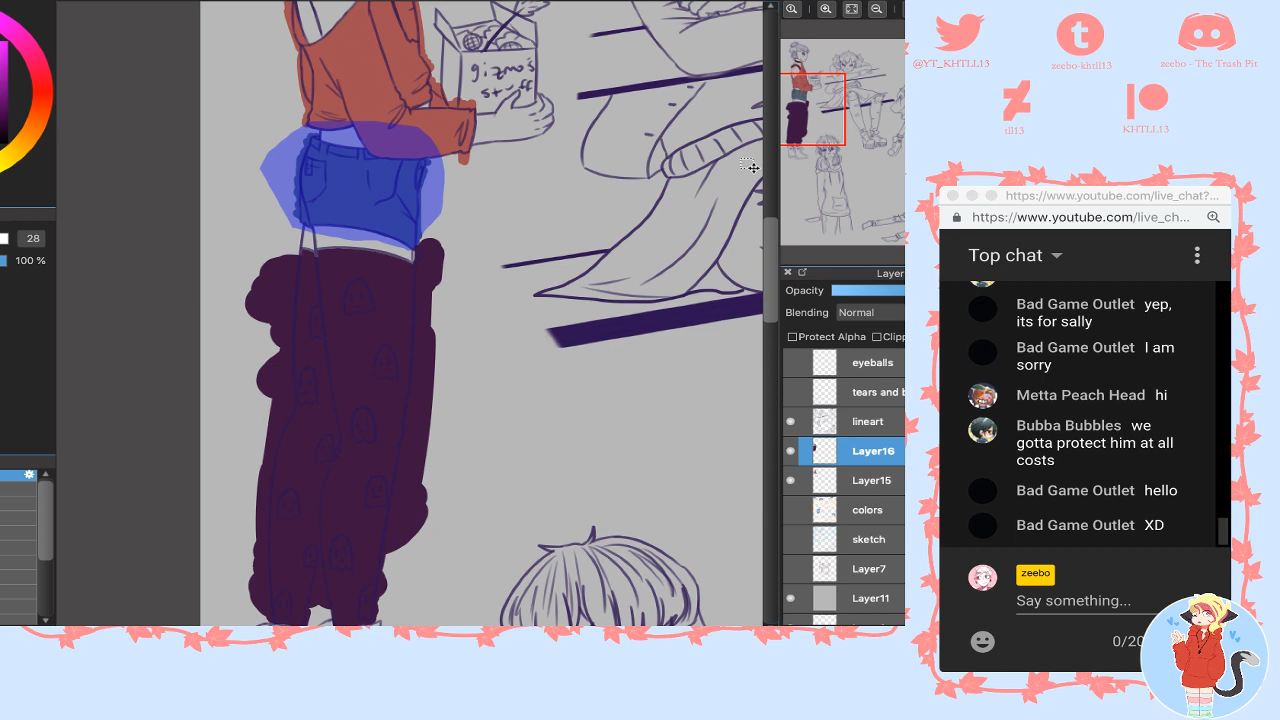 gizmo's
stuff
28
100 %
Layer
Opacity
Blending Normal
Protect Alpha
eyeballs
tears and b
lineart
Layer16
Layer15
colors
sketch
Layer7
Layer11
@YT_KHTLL13
zeebo-khtll13
zeebo - The Trash Pit
tll13
KHTLL13
https://www.youtube.com/live_chat?...
https://www.youtube.com/live_ch...
Top chat
Bad Game Outlet yep,
its for sally
Bad Game Outlet I am
sorry
Metta Peach Head hi
Bubba Bubbles we
gotta protect him at all
costs
Bad Game Outlet hello
Bad Game Outlet XD
zeebo
Say something...
0/20